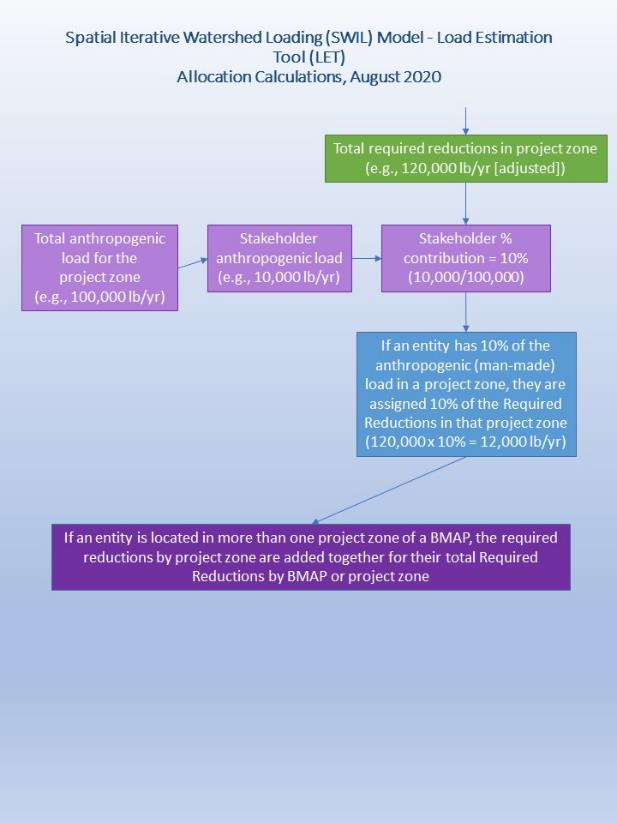 Spatial Iterative Watershed Loading (SWIL) Model - Load Estimation
Tool (LET)
Allocation Calculations, August 2020
Total required reductions in project zone
(e.g., 120,000 lb/yr [adjusted])
Total anthropogenic
load for the
project zone
(e.g., 100,000 lb/yr)
Stakeholder
anthropogenic load
(e.g., 10,000 lb/yr)
Stakeholder %
contribution = 10%
(10,000/100,000)
If an entity has 10% of the
anthropogenic (man-made)
load in a project zone, they are
assigned 10% of the Required
Reductions in that project zone
(120,000 x 10% = 12,000 lb/yr)
If an entity is located in more than one project zone of a BMAP, the required
reductions by project zone are added together for their total Required
Reductions by BMAP or project zone